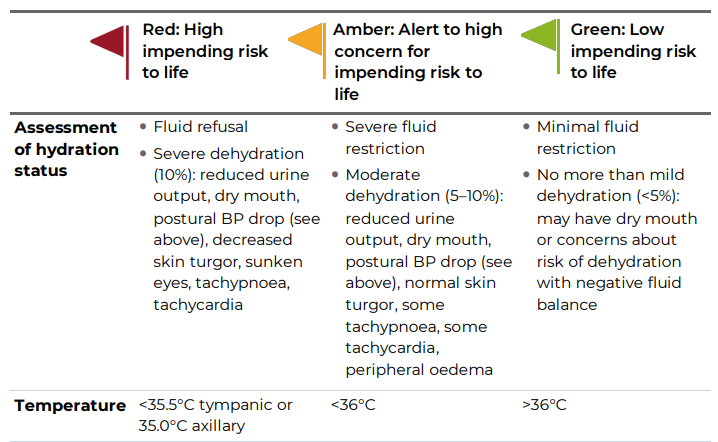 Red: High
impending risk
to life
Amber: Alert to high
concern for
impending risk to
life
Green: Low
impending risk
to life
Assessment
of hydration
status
• Fluid refusal
• Severe dehydration
(10%): reduced urine
output, dry mouth,
postural BP drop (see
above), decreased
skin turgor, sunken
eyes, tachypnoea,
tachycardia
• Severe fluid
restriction
• Moderate
dehydration (5–10%):
reduced urine
output, dry mouth,
postural BP drop (see
above), normal skin
turgor, some
tachypnoea, some
tachycardia,
peripheral oedema
• Minimal fluid
restriction
• No more than mild
dehydration (<5%):
may have dry mouth
or concerns about
risk of dehydration
with negative fluid
balance
Temperature
<35.5°C tympanic or
35.0°C axillary
<36°C
>36°C